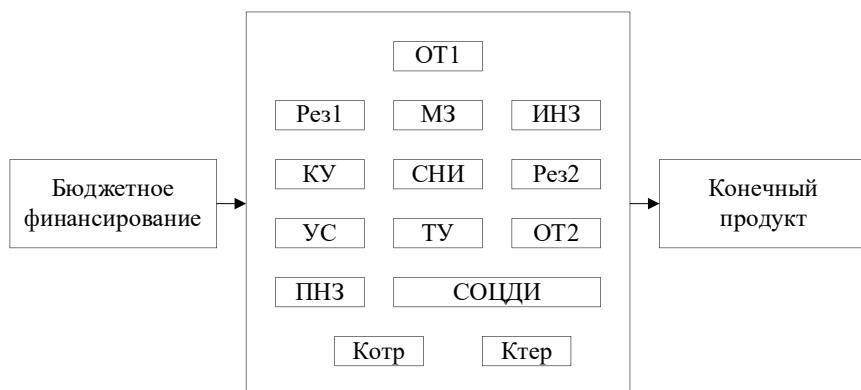 ОТ1
Рез1 МЗ ИНЗ
КУ СНИ Рез2
Бюджетное
финансирование
Конечный
продукт
УС ТУ ОТ2
ПНЗ СОЦДИ
Котр Ктер